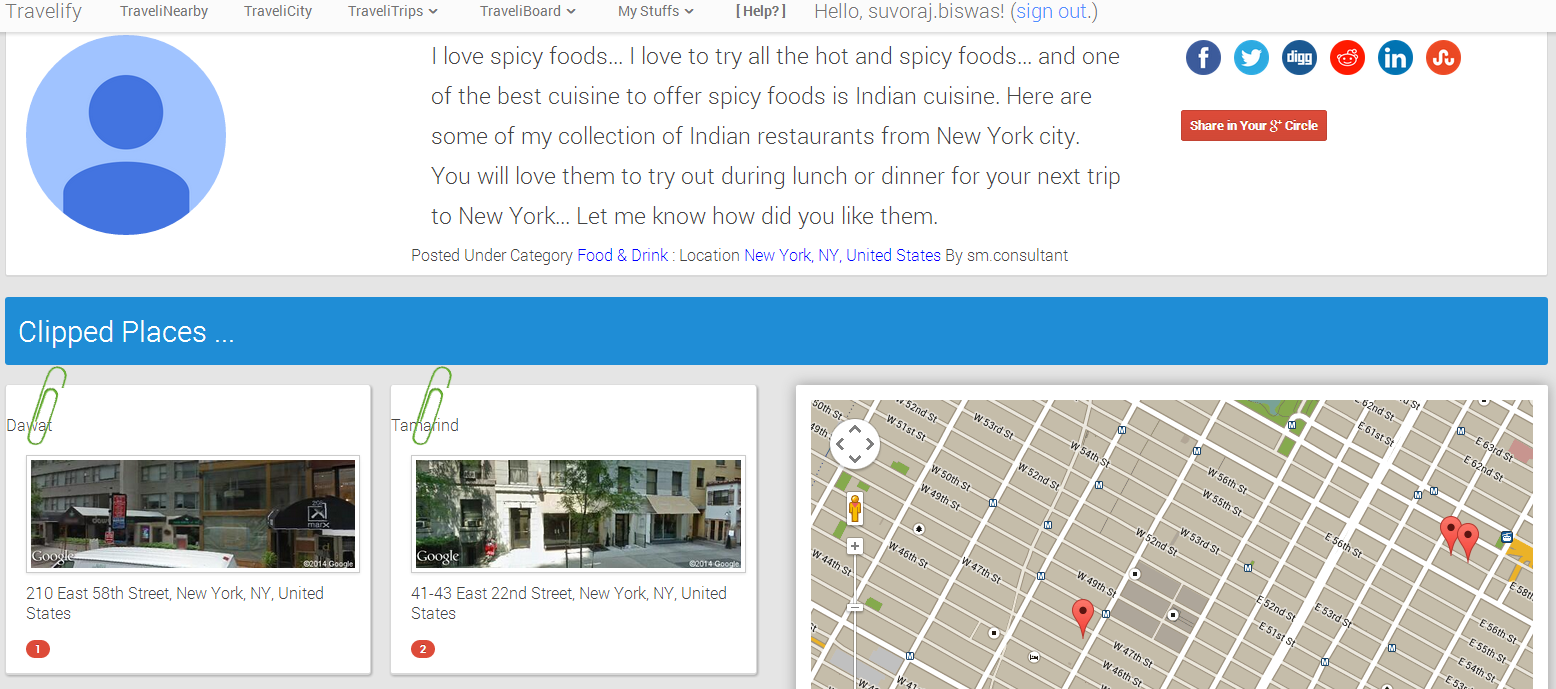 Travelify TraveliNearby TraveliCity TraveliTrips TraveliBoard My Stuffs [ Help? ] Hello, suvoraj.biswas! (sign out.)
I love spicy foods... I love to try all the hot and spicy foods... and one
of the best cuisine to offer spicy foods is Indian cuisine. Here are
some of my collection of Indian restaurants from New York city.
You will love them to try out during lunch or dinner for your next trip
to New York... Let me know how did you like them.
Posted Under Category Food & Drink : Location New York, NY, United States By sm.consultant
digg
Share in Your g+ Circle
Clipped Places ...
Dawat
marx
Google
©2014 Google
210 East 58th Street, New York, NY, United
States
1
Tamarind
Google
©2014 Google
41-43 East 22nd Street, New York, NY, United
States
2
50th St
W 52nd St
W 51st St
W 53rd St
W 54th St
49th St
W 50th St
W 49th St
W 52nd St
W 56th St
W 55th St
E 62nd St
E 61st St
E 63rd St
E 62nd St
W 46th St
W 44th St
W 47th St
W 49th St
W 52nd St
W 53rd St
E 56th St
E 58th
E 52nd St
E 51st St
E 53rd St
E 56th St
E 55th St
E 54th St
W 47th St
W 46th St